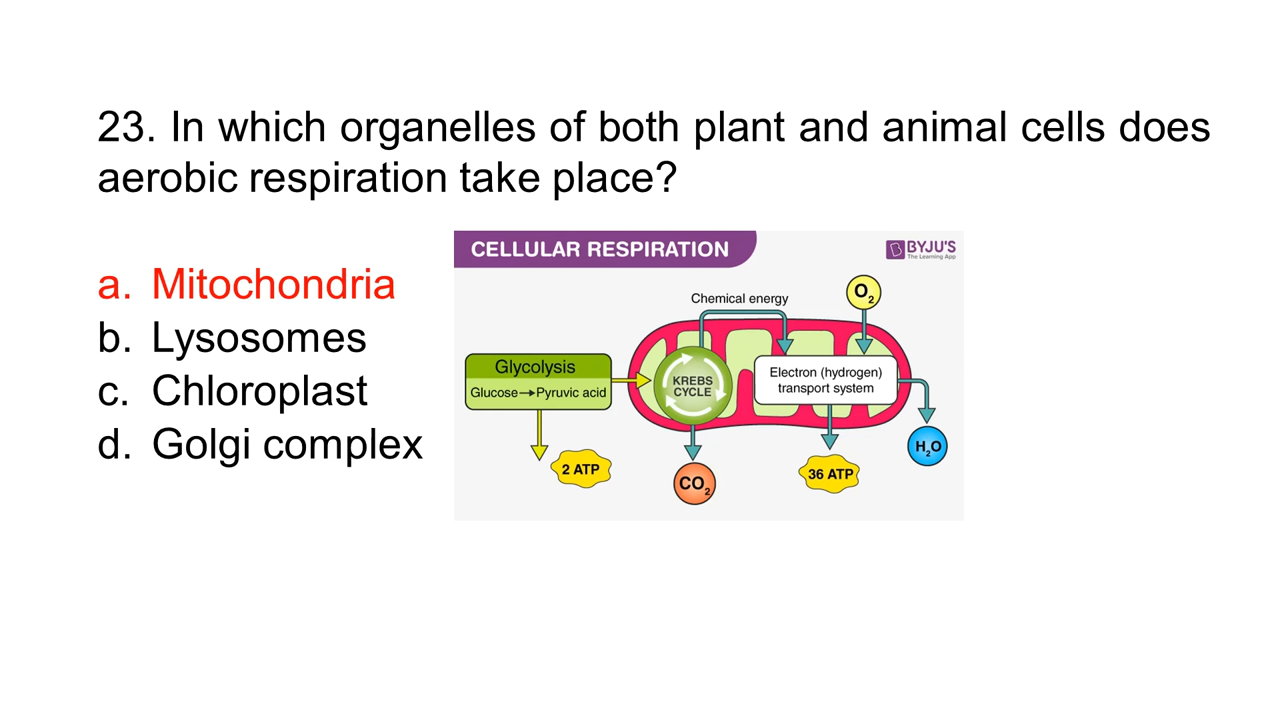 23. In which organelles of both plant and animal cells does
aerobic respiration take place?
a. Mitochondria
b. Lysosomes
c. Chloroplast
d. Golgi complex
CELLULAR RESPIRATION
BYJU'S
The Learning App
Chemical energy
O2
Glycolysis
Glucose→Pyruvic acid
KREBS
CYCLE
Electron (hydrogen)
transport system
2 ATP
CO2
36 ATP
H2O